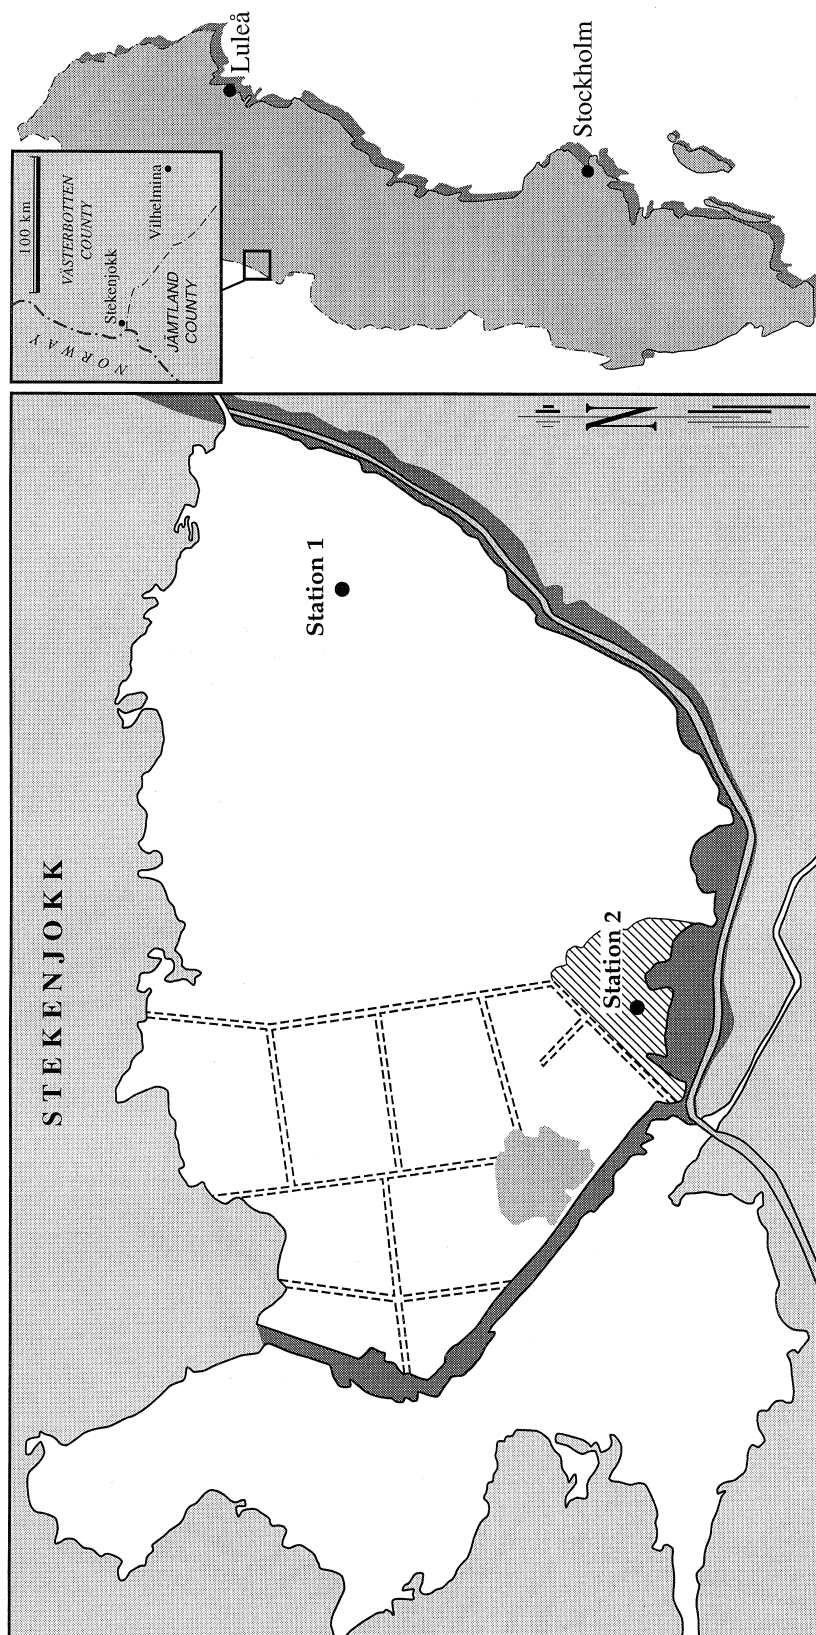 Luleå
Stockholm
100 km
VÄSTERBOTTEN
COUNTY
Vilhelmina
Stekenjokk
JÄMTLAND
COUNTY
NORWAY
N
Station 1
STEKENJOKK
Station 2